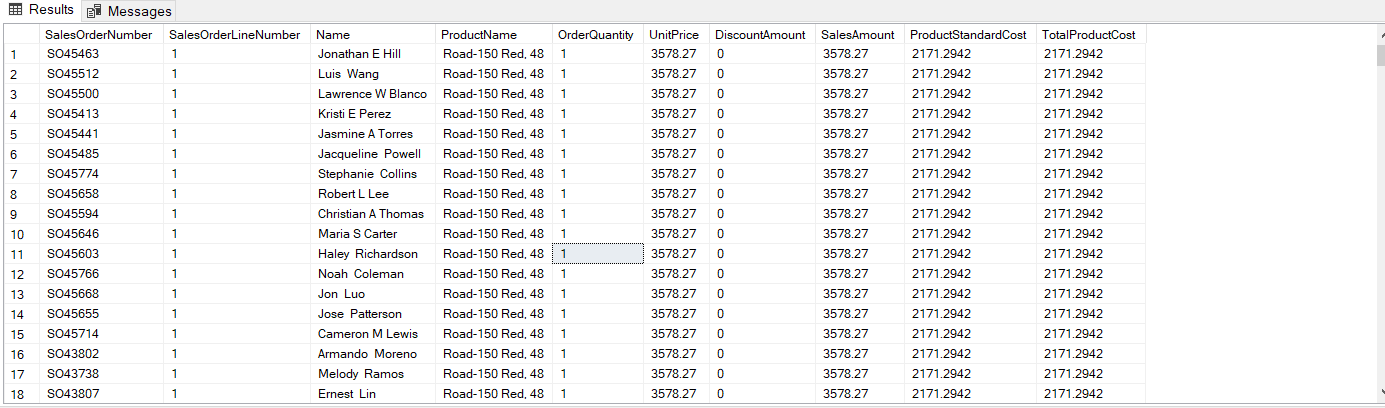 Results Messages
SalesOrderNumber SalesOrderLineNumber Name ProductName OrderQuantity UnitPrice DiscountAmount SalesAmount ProductStandardCost TotalProductCost
1 SO45463 1 Jonathan E Hill Road-150 Red, 48 1 3578.27 0 3578.27 2171.2942 2171.2942
2 SO45512 1 Luis  Wang Road-150 Red, 48 1 3578.27 0 3578.27 2171.2942 2171.2942
3 SO45500 1 Lawrence W Blanco Road-150 Red, 48 1 3578.27 0 3578.27 2171.2942 2171.2942
4 SO45413 1 Kristi E Perez Road-150 Red, 48 1 3578.27 0 3578.27 2171.2942 2171.2942
5 SO45441 1 Jasmine A Torres Road-150 Red, 48 1 3578.27 0 3578.27 2171.2942 2171.2942
6 SO45485 1 Jacqueline  Powell Road-150 Red, 48 1 3578.27 0 3578.27 2171.2942 2171.2942
7 SO45774 1 Stephanie  Collins Road-150 Red, 48 1 3578.27 0 3578.27 2171.2942 2171.2942
8 SO45658 1 Robert L Lee Road-150 Red, 48 1 3578.27 0 3578.27 2171.2942 2171.2942
9 SO45594 1 Christian A Thomas Road-150 Red, 48 1 3578.27 0 3578.27 2171.2942 2171.2942
10 SO45646 1 Maria S Carter Road-150 Red, 48 1 3578.27 0 3578.27 2171.2942 2171.2942
11 SO45603 1 Haley  Richardson Road-150 Red, 48 1 3578.27 0 3578.27 2171.2942 2171.2942
12 SO45766 1 Noah  Coleman Road-150 Red, 48 1 3578.27 0 3578.27 2171.2942 2171.2942
13 SO45668 1 Jon  Luo Road-150 Red, 48 1 3578.27 0 3578.27 2171.2942 2171.2942
14 SO45655 1 Jose  Patterson Road-150 Red, 48 1 3578.27 0 3578.27 2171.2942 2171.2942
15 SO45714 1 Cameron M Lewis Road-150 Red, 48 1 3578.27 0 3578.27 2171.2942 2171.2942
16 SO43802 1 Armando  Moreno Road-150 Red, 48 1 3578.27 0 3578.27 2171.2942 2171.2942
17 SO43738 1 Melody  Ramos Road-150 Red, 48 1 3578.27 0 3578.27 2171.2942 2171.2942
18 SO43807 1 Ernest  Lin Road-150 Red, 48 1 3578.27 0 3578.27 2171.2942 2171.2942